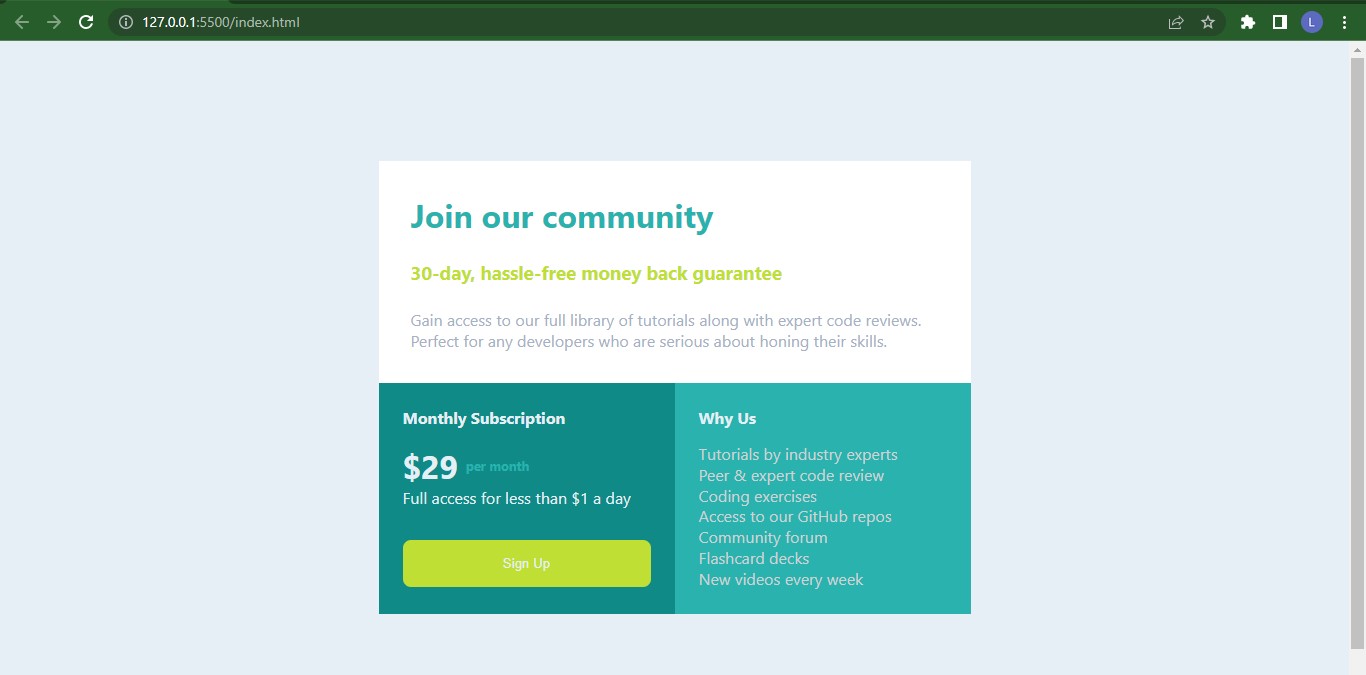 127.0.0.1:5500/index.html
L
Join our community
30-day, hassle-free money back guarantee
Gain access to our full library of tutorials along with expert code reviews.
Perfect for any developers who are serious about honing their skills.
Monthly Subscription
$29 per month
Full access for less than $1 a day
Sign Up
Why Us
Tutorials by industry experts
Peer & expert code review
Coding exercises
Access to our GitHub repos
Community forum
Flashcard decks
New videos every week